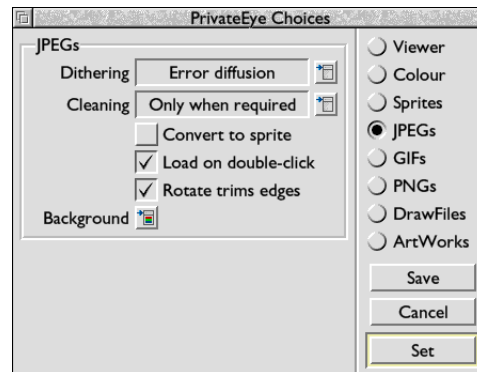 PrivateEye Choices
JPEGs
Dithering Error diffusion
Cleaning Only when required
Convert to sprite
Load on double-click
Rotate trims edges
Background
Viewer
Colour
Sprites
JPEGs
GIFs
PNGs
DrawFiles
ArtWorks
Save
Cancel
Set